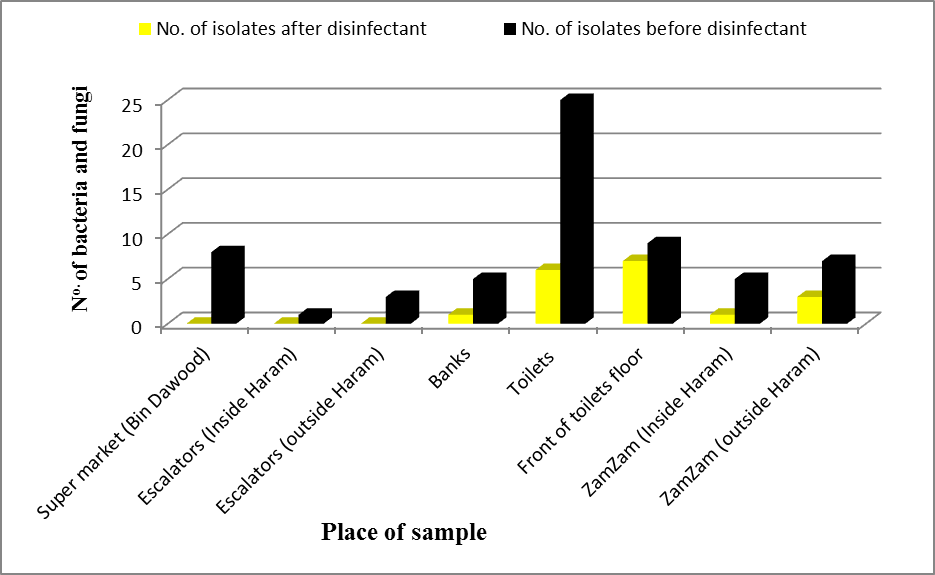 No. of isolates after disinfectant
No. of isolates before disinfectant
Nº. of bacteria and fungi
25
20
15
10
5
0
Super market (Bin Dawood)
Escalators (Inside Haram)
Escalators (outside Haram)
Banks
Toilets
Front of toilets floor
ZamZam (Inside Haram)
ZamZam (outside Haram)
Place of sample